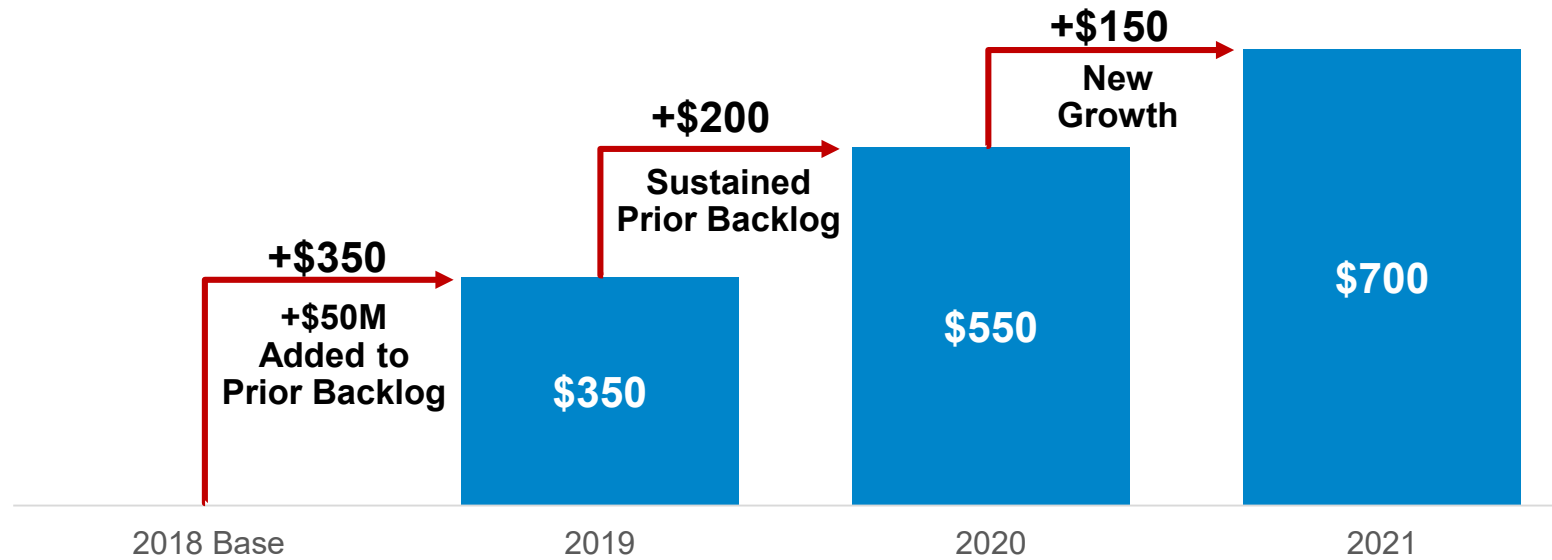 +$150
New
Growth
+$200
Sustained
Prior Backlog
+$350
+$50M
Added to
Prior Backlog
$350
$550
$700
2018 Base
2019
2020
2021